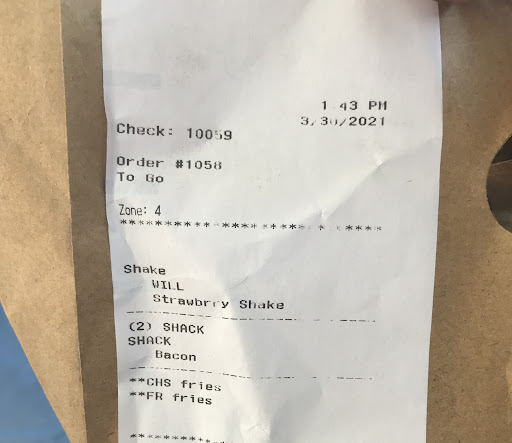 1:43 PM
3/30/2021
Check: 10059
Order #1058
To Go
Zone: 4
********************************
Shake
WILL
Strawbrry Shake
(2) SHACK
SHACK
Bacon
**CHS fries
**FR fries
***********